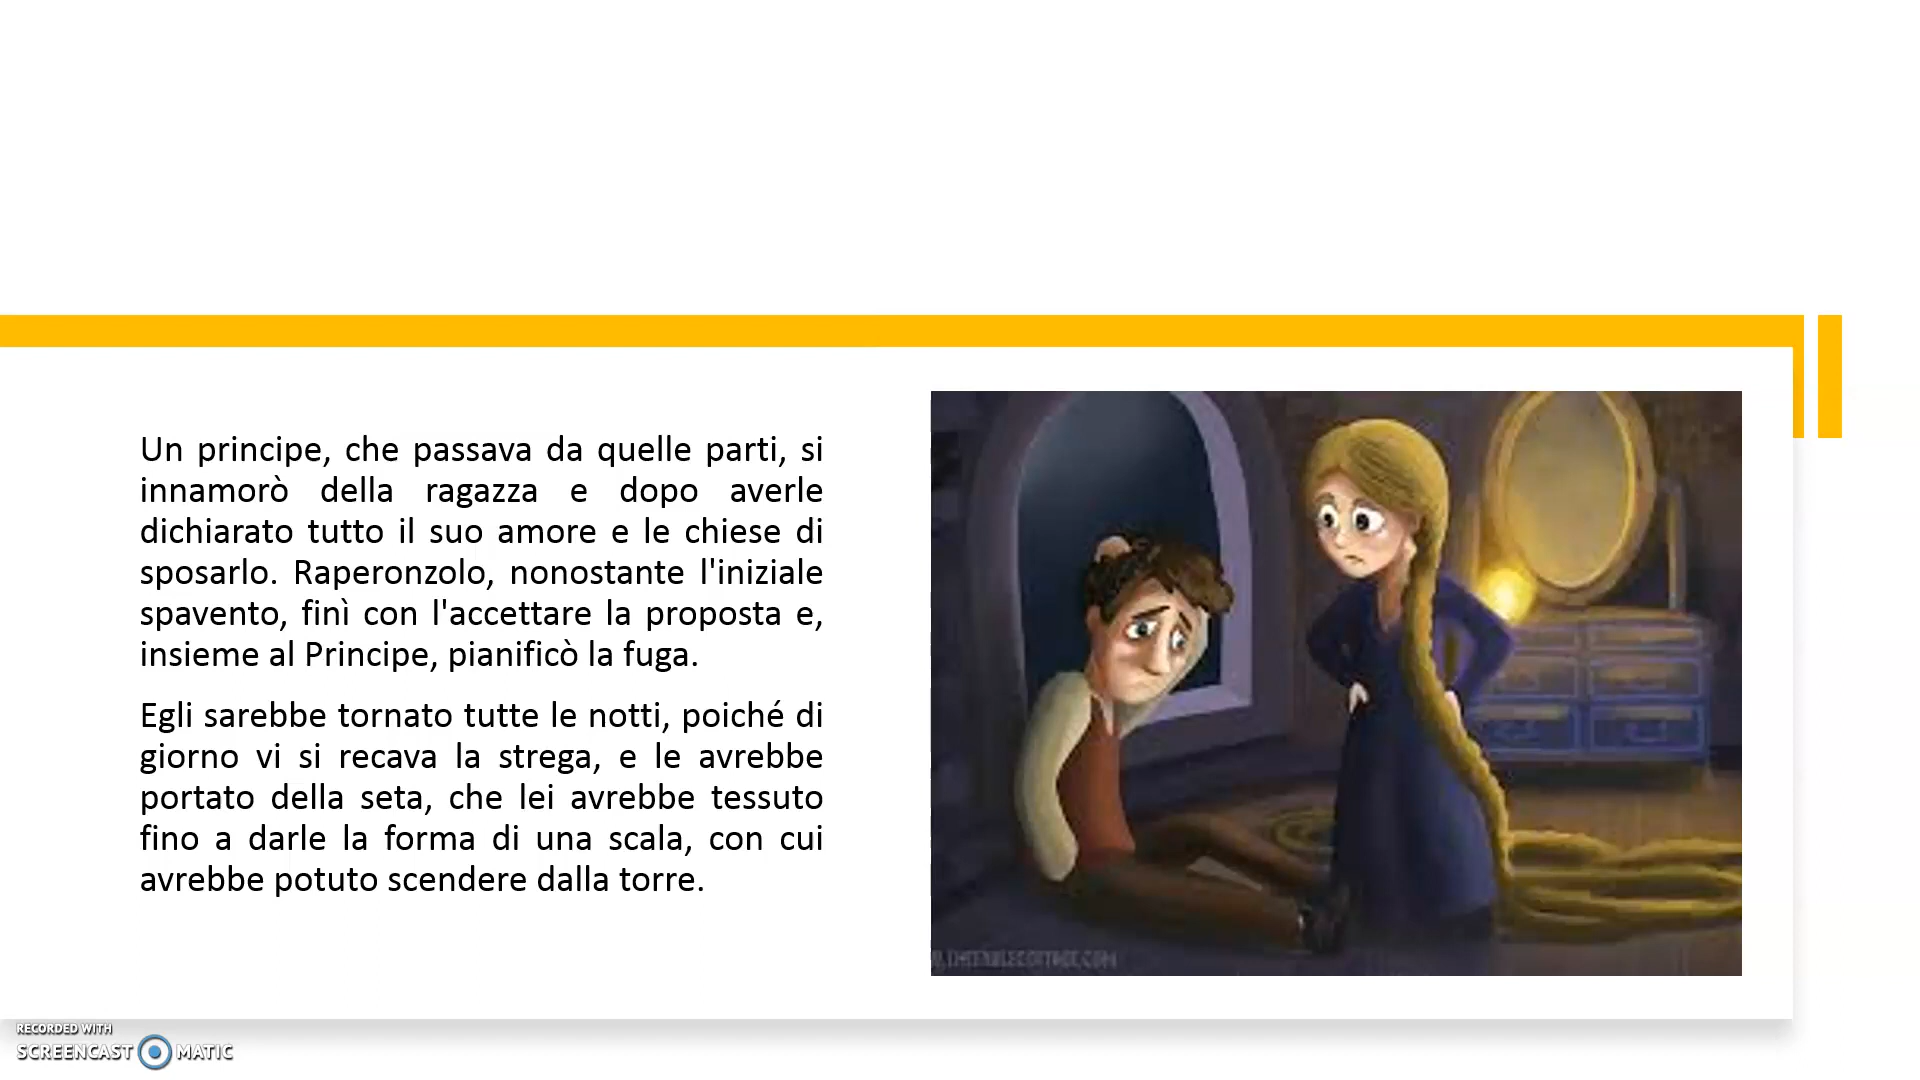 Un principe, che passava da quelle parti, si
innamorò della ragazza e dopo averle
dichiarato tutto il suo amore e le chiese di
sposarlo. Raperonzolo, nonostante l'iniziale
spavento, finì con l'accettare la proposta e,
insieme al Principe, pianificò la fuga.
Egli sarebbe tornato tutte le notti, poiché di
giorno vi si recava la strega, e le avrebbe
portato della seta, che lei avrebbe tessuto
fino a darle la forma di una scala, con cui
avrebbe potuto scendere dalla torre.
RECORDED WITH
SCREENCAST MATIC